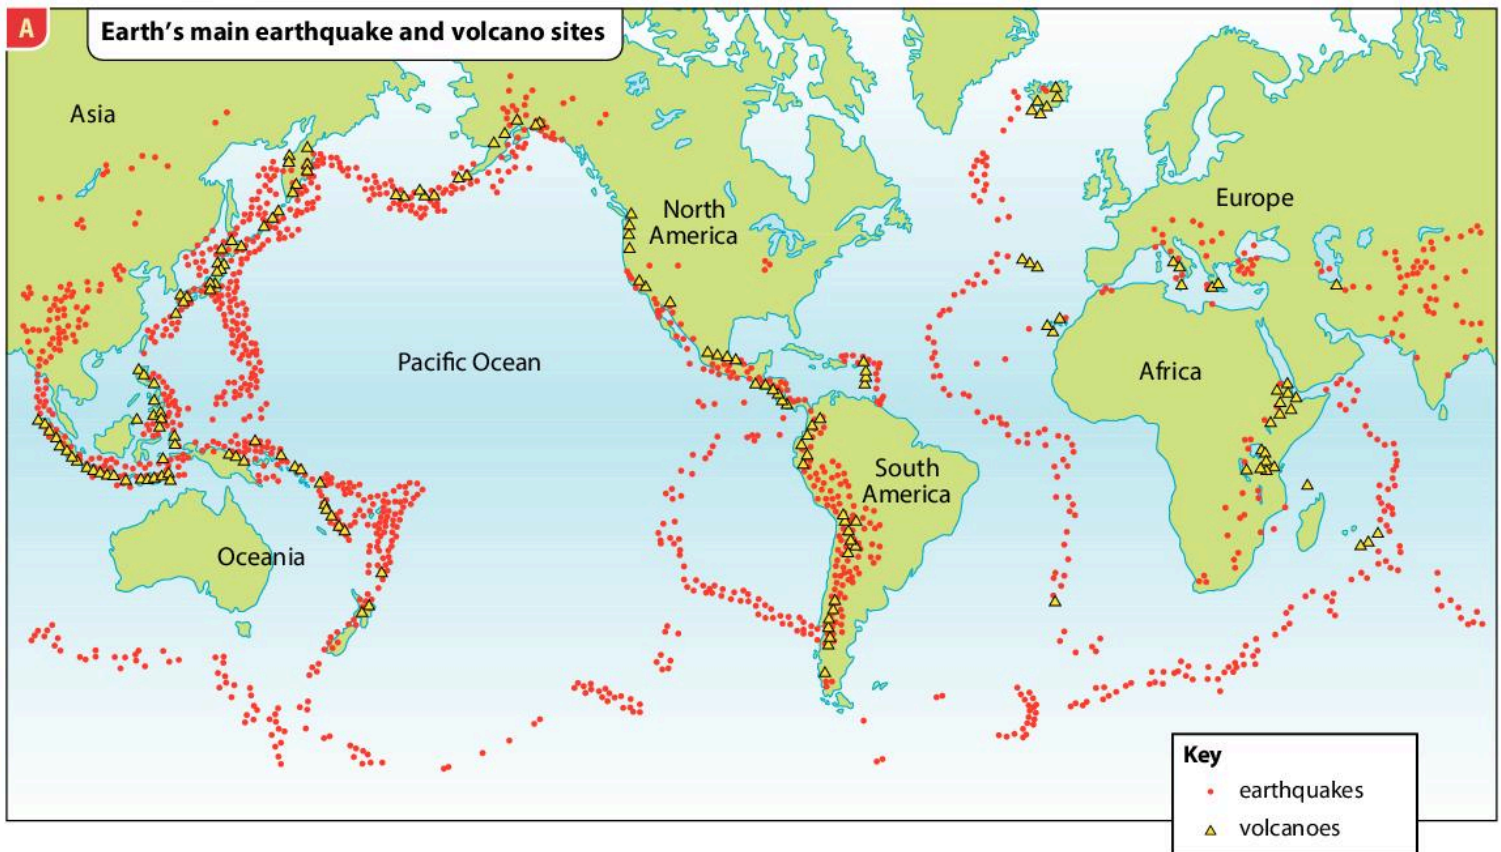 A
Earth's main earthquake and volcano sites
Asia
North
America
Europe
Pacific Ocean
Africa
South
America
Oceania
Key
earthquakes
volcanoes